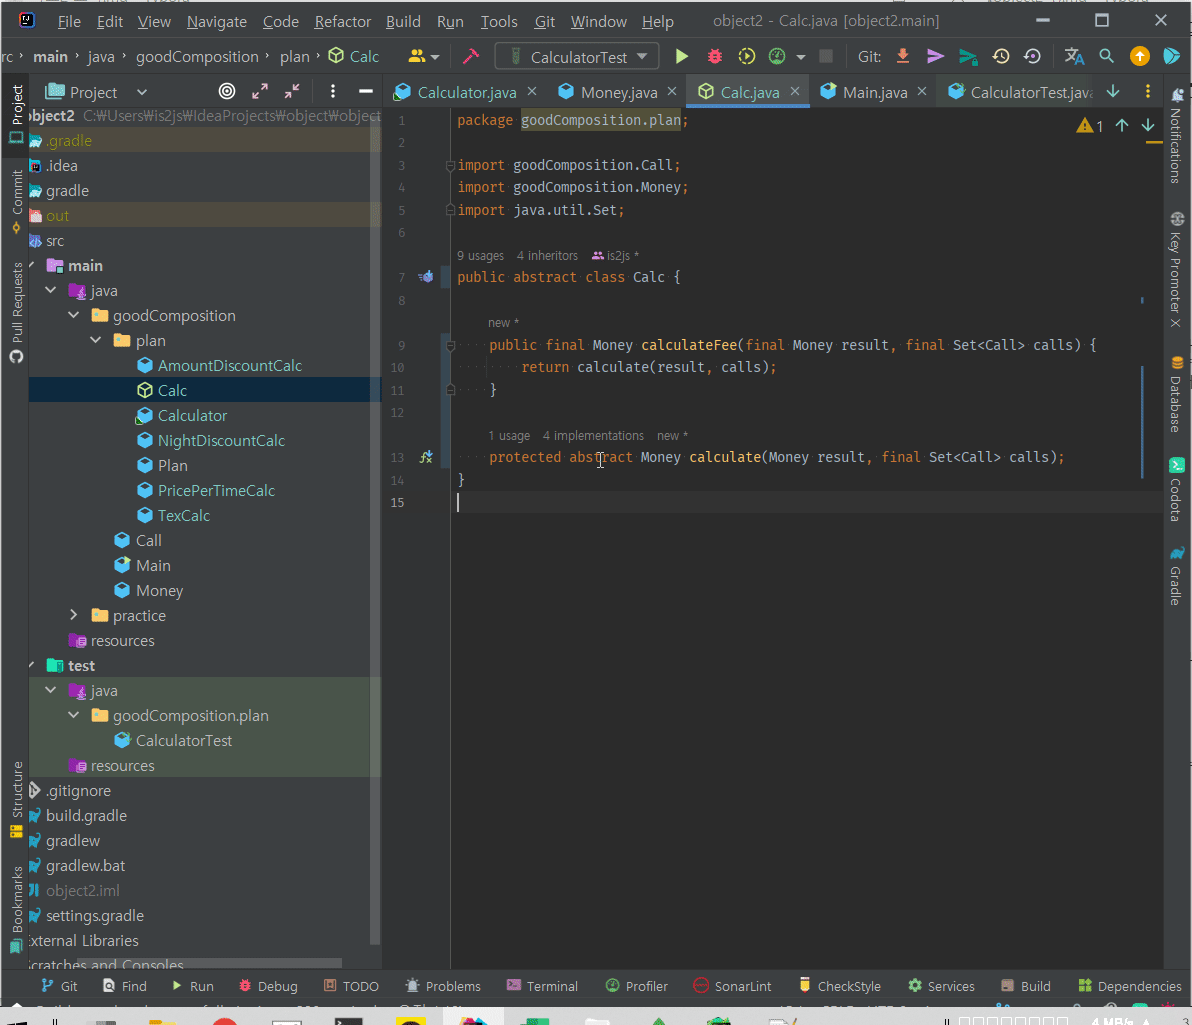 File Edit View Navigate Code Refactor Build Run Tools Git Window Help object2 - Calc.java [object2.main]
rc › main › java › goodComposition › plan › Calc CalculatorTest Git:
Project
Calculator.java Money.java Calc.java Main.java CalculatorTest.java
object2 C:₩Users₩is2js₩IdeaProjects₩object₩object
.gradle
.idea
gradle
out
src
main
java
goodComposition
plan
AmountDiscountCalc
Calc
Calculator
NightDiscountCalc
Plan
PricePerTimeCalc
TexCalc
Call
Main
Money
practice
resources
test
java
goodComposition.plan
CalculatorTest
resources
.gitignore
build.gradle
gradlew
gradlew.bat
object2.iml
settings.gradle
External Libraries
Scratches and Consoles
Project
Commit
Pull Requests
Structure
Bookmarks
1 package goodComposition.plan;
1
2
3 import goodComposition.Call;
4 import goodComposition.Money;
5 import java.util.Set;
6
9 usages 4 inheritors is2js *
7 public abstract class Calc {
8
new *
9 public final Money calculateFee(final Money result, final Set<Call> calls) {
10 return calculate(result, calls);
11 }
12
1 usage 4 implementations new *
13 protected abstract Money calculate(Money result, final Set<Call> calls);
14 }
15
Notifications
Key Promoter X
Database
Codota
Gradle
Git Find Run Debug TODO Problems Terminal Profiler SonarLint CheckStyle Services Build Dependencies